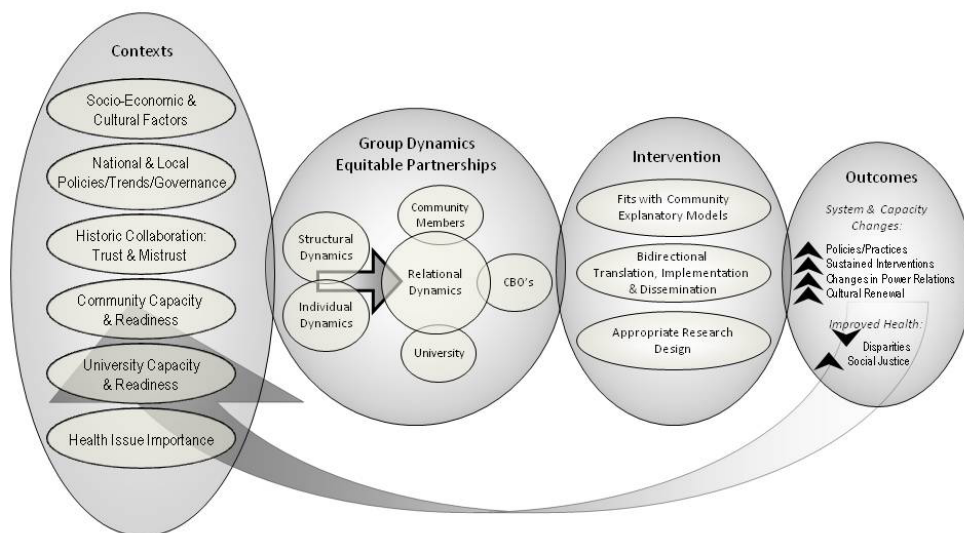 Contexts
Socio-Economic &
Cultural Factors
National & Local
Policies/Trends/Governance
Historic Collaboration:
Trust & Mistrust
Community Capacity
& Readiness
University Capacity
& Readiness
Health Issue Importance
Group Dynamics
Equitable Partnerships
Structural
Dynamics
Individual
Dynamics
Community
Members
Relational
Dynamics
CBO's
University
Intervention
Fits with Community
Explanatory Models
Bidirectional
Translation, Implementation
& Dissemination
Appropriate Research
Design
Outcomes
System & Capacity
Changes:
Policies/Practices
Sustained Interventions
Changes in Power Relations
Cultural Renewal
Improved Health:
Disparities
Social Justice